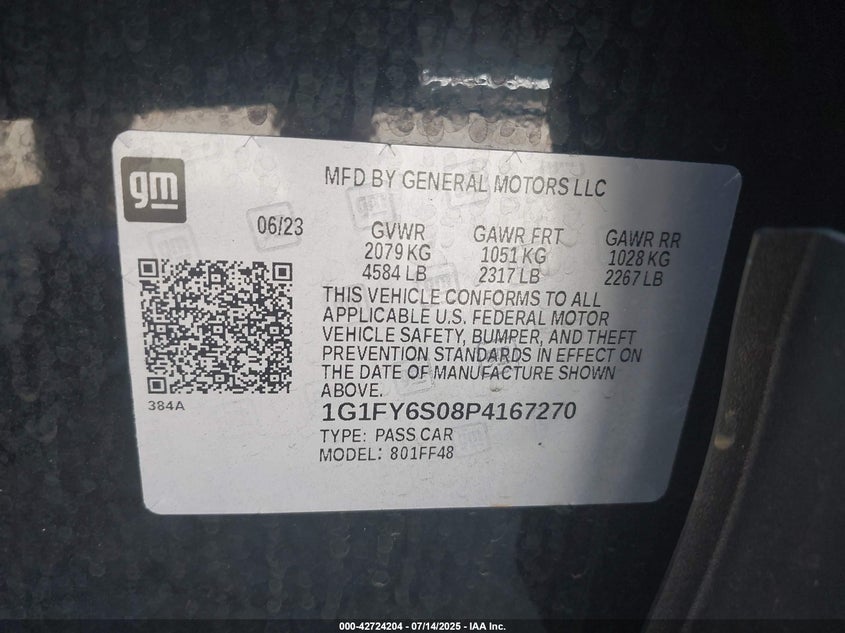 gm
MFD BY GENERAL MOTORS LLC
06/23
GVWR GAWR FRT GAWR RR
2079 KG 1051 KG 1028 KG
4584 LB 2317 LB 2267 LB
THIS VEHICLE CONFORMS TO ALL
APPLICABLE U.S. FEDERAL MOTOR
VEHICLE SAFETY, BUMPER, AND THEFT
PREVENTION STANDARDS IN EFFECT ON
THE DATE OF MANUFACTURE SHOWN
ABOVE.
384A
1G1FY6S08P4167270
TYPE: PASS CAR
MODEL: 801FF48
000-42724204 - 07/14/2025 - IAA Inc.